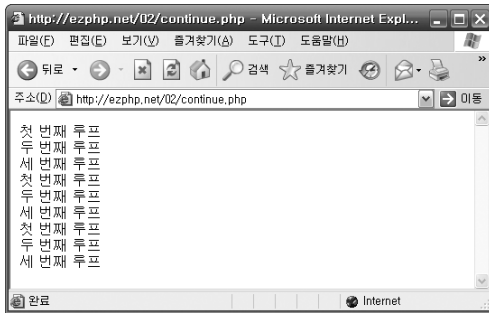 http://ezphp.net/02/continue.php - Microsoft Internet Expl...
파일(F) 편집(E) 보기(V) 즐겨찾기(A) 도구(T) 도움말(H)
뒤로 검색 즐겨찾기 »
주소(D) http://ezphp.net/02/continue.php 이동
첫 번째 루프
두 번째 루프
세 번째 루프
첫 번째 루프
두 번째 루프
세 번째 루프
첫 번째 루프
두 번째 루프
세 번째 루프
완료 Internet